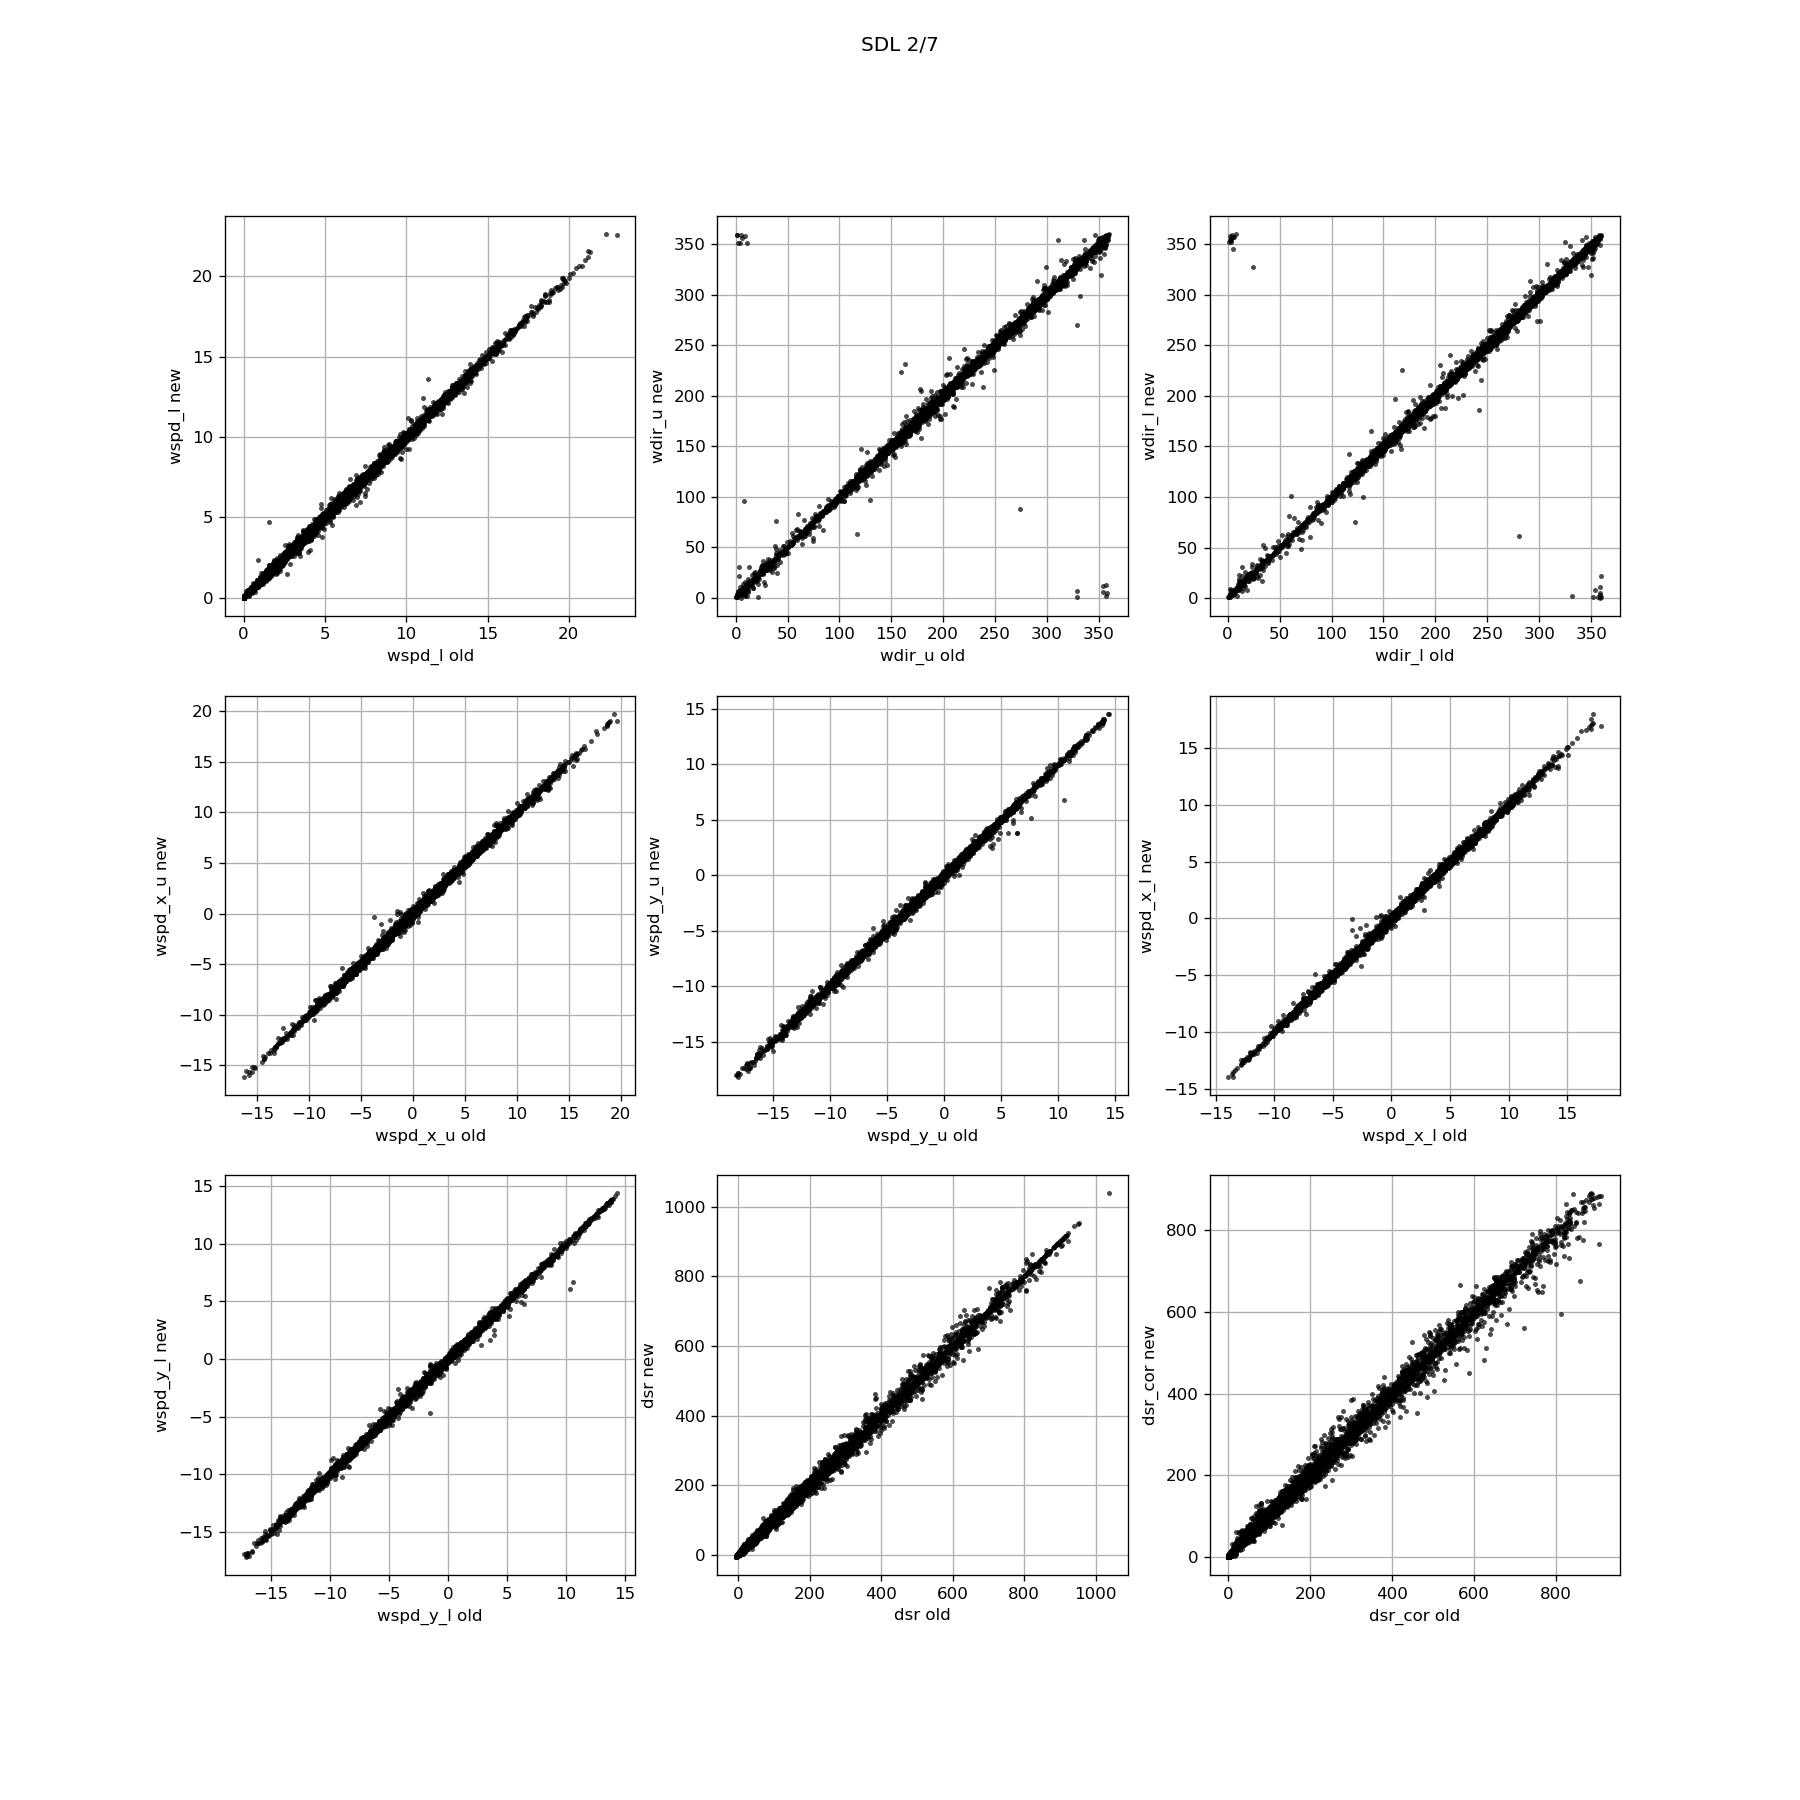 SDL 2/7
20
15
10
5
0
wspd_l new
0 5 10 15 20
wspd_l old
350
300
250
200
150
100
50
0
wdir_u new
0 50 100 150 200 250 300 350
wdir_u old
350
300
250
200
150
100
50
0
wdir_l new
0 50 100 150 200 250 300 350
wdir_l old
20
15
10
5
0
−5
−10
−15
wspd_x_u new
−15 −10 −5 0 5 10 15 20
wspd_x_u old
15
10
5
0
−5
−10
−15
wspd_y_u new
−15 −10 −5 0 5 10 15
wspd_y_u old
15
10
5
0
−5
−10
−15
wspd_x_l new
−15 −10 −5 0 5 10 15
wspd_x_l old
15
10
5
0
−5
−10
−15
wspd_y_l new
−15 −10 −5 0 5 10 15
wspd_y_l old
1000
800
600
400
200
0
dsr new
0 200 400 600 800 1000
dsr old
800
600
400
200
0
dsr_cor new
0 200 400 600 800
dsr_cor old